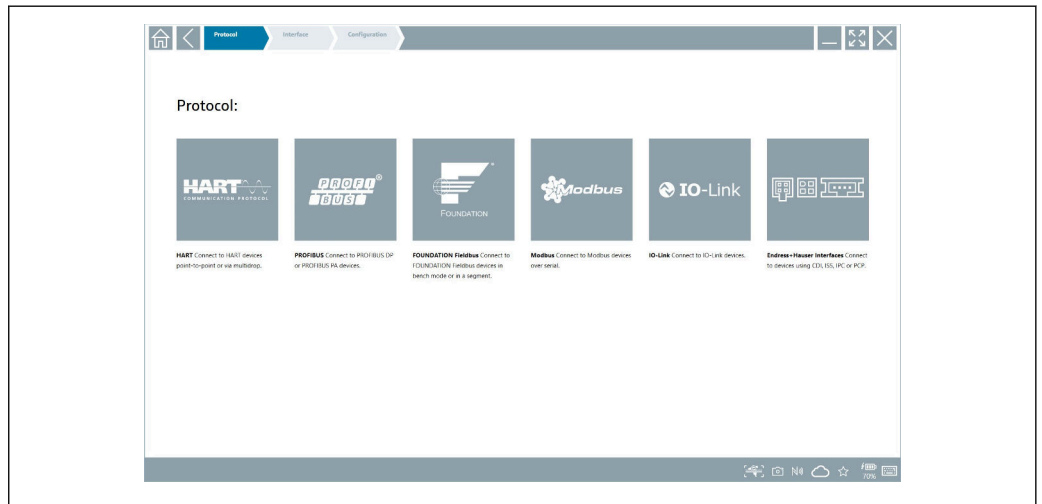 Protocol
Interface
Configuration
Protocol:
HART
COMMUNICATION PROTOCOL
PROFI®
BUS
FOUNDATION
Modbus
IO-Link
HART Connect to HART devices
point-to-point or via multidrop.
PROFIBUS Connect to PROFIBUS DP
or PROFIBUS PA devices.
FOUNDATION Fieldbus Connect to
FOUNDATION Fieldbus devices in
bench mode or in a segment.
Modbus Connect to Modbus devices
over serial.
IO-Link Connect to IO-Link devices.
Endress+Hauser Interfaces Connect
to devices using CDI, ISS, IPC or PCP.
70%